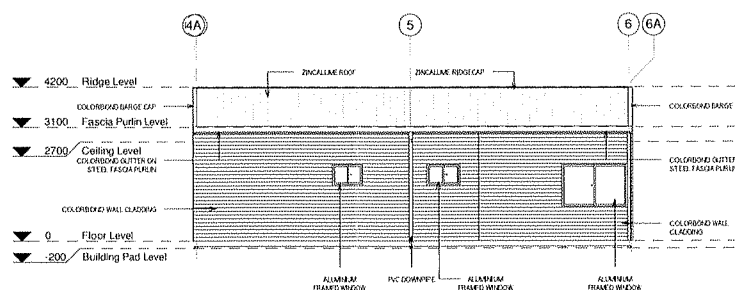 4A 5 6 6A
4200 Ridge Level
ZINCALUME ROOF ZINCALUME RIDGECAP
COLORBOND BARGE CAP COLORBOND BARGE
3100 Fascia Purlin Level
2700 Ceiling Level
COLORBOND GUTTER ON
STEEL FASCIA PURLIN
COLORBOND GUTTER
STEEL FASCIA PURLIN
COLORBOND WALL CLADDING
COLORBOND WALL
CLADDING
0 Floor Level
-200 Building Pad Level
ALUMINIUM
FRAMED WINDOW
PVC DOWNPIPE
ALUMINIUM
FRAMED WINDOW
ALUMINIUM
FRAMED WINDOW